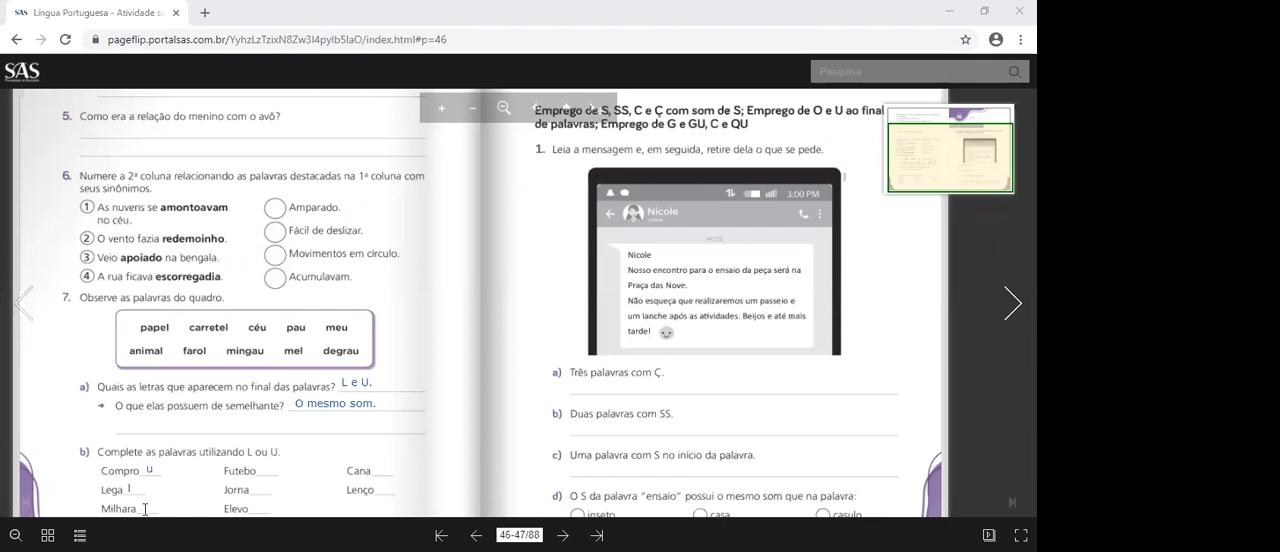 Língua Portuguesa - Atividade su
pageflip.portalsas.com.br/YyhzLzTzixN8Zw3I4pyIb5IaO/index.html#p=46
SAS
Pesquisa
5. Como era a relação do menino com o avô?
6. Numere a 2ª coluna relacionando as palavras destacadas na 1ª coluna com
seus sinônimos.
1 As nuvens se amontoavam
no céu.
2 O vento fazia redemoinho.
3 Veio apoiado na bengala.
4 A rua ficava escorregadia.
Amparado.
Fácil de deslizar.
Movimentos em círculo.
Acumulavam.
7. Observe as palavras do quadro.
papel carretel céu pau meu
animal farol mingau mel degrau
a) Quais as letras que aparecem no final das palavras? L e U.
➔ O que elas possuem de semelhante? O mesmo som.
b) Complete as palavras utilizando L ou U.
Compro u Futebo___ Cana___
Lega l Jorna___ Lenço___
Milhara___ Elevo___
Emprego de S, SS, C e Ç com som de S; Emprego de O e U ao final
de palavras; Emprego de G e GU, C e QU
1. Leia a mensagem e, em seguida, retire dela o que se pede.
3:00 PM
Nicole
Nicole
Nosso encontro para o ensaio da peça será na
Praça das Nove.
Não esqueça que realizaremos um passeio e
um lanche após as atividades. Beijos e até mais
tarde!
a) Três palavras com Ç.
b) Duas palavras com SS.
c) Uma palavra com S no início da palavra.
d) O S da palavra "ensaio" possui o mesmo som que na palavra:
inseto casa casulo
46-47/88